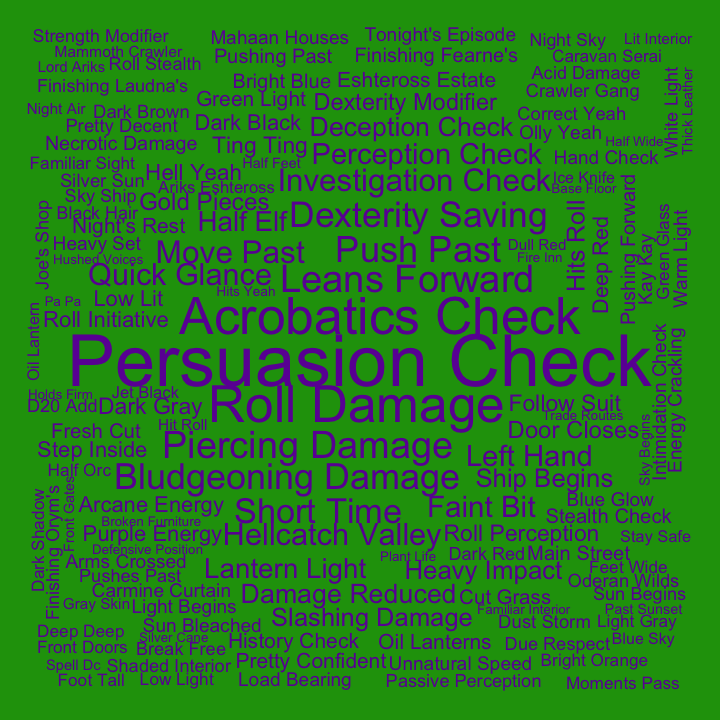 Strength Modifier
Mahaan Houses
Tonight's Episode
Night Sky
Lit Interior
Mammoth Crawler
Pushing Past
Finishing Fearne's
Caravan Serai
Lord Ariks
Roll Stealth
Bright Blue
Eshteross Estate
Acid Damage
White Light
Thick Leather
Finishing Laudna's
Green Light
Dexterity Modifier
Crawler Gang
Night Air
Dark Brown
Dark Black
Deception Check
Correct Yeah
Pretty Decent
Olly Yeah
Necrotic Damage
Ting Ting
Perception Check
Half Wide
Hand Check
Familiar Sight
Hell Yeah
Half Feet
Silver Sun
Ariks Eshteross
Investigation Check
Ice Knife
Base Floor
Sky Ship
Gold Pieces
Black Hair
Night's Rest
Half Elf
Dexterity Saving
Hits Roll
Deep Red
Pushing Forward
Kay Kay
Green Glass
Warm Light
Joe's Shop
Heavy Set
Move Past
Push Past
Dull Red
Hushed Voices
Fire Inn
Quick Glance
Leans Forward
Pa Pa
Low Lit
Hits Yeah
Oil Lantern
Roll Initiative
Acrobatics Check
Persuasion Check
Intimidation Check
Energy Crackling
Holds Firm
Jet Black
D20 Add
Dark Gray
Roll Damage
Follow Suit
Hit Roll
Trade Routes
Fresh Cut
Door Closes
Sky Begins
Step Inside
Piercing Damage
Left Hand
Half Orc
Bludgeoning Damage
Ship Begins
Dark Shadow
Finishing Orym's
Front Gates
Arcane Energy
Short Time
Faint Bit
Blue Glow
Broken Furniture
Stealth Check
Purple Energy
Hellcatch Valley
Roll Perception
Stay Safe
Defensive Position
Plant Life
Dark Red
Main Street
Arms Crossed
Lantern Light
Heavy Impact
Feet Wide
Pushes Past
Oderan Wilds
Carmine Curtain
Damage Reduced
Cut Grass
Sun Begins
Gray Skin
Light Begins
Familiar Interior
Past Sunset
Slashing Damage
Dust Storm
Light Gray
Deep Deep
Sun Bleached
Silver Cane
History Check
Oil Lanterns
Due Respect
Blue Sky
Front Doors
Break Free
Spell Dc
Shaded Interior
Pretty Confident
Unnatural Speed
Bright Orange
Foot Tall
Low Light
Load Bearing
Passive Perception
Moments Pass